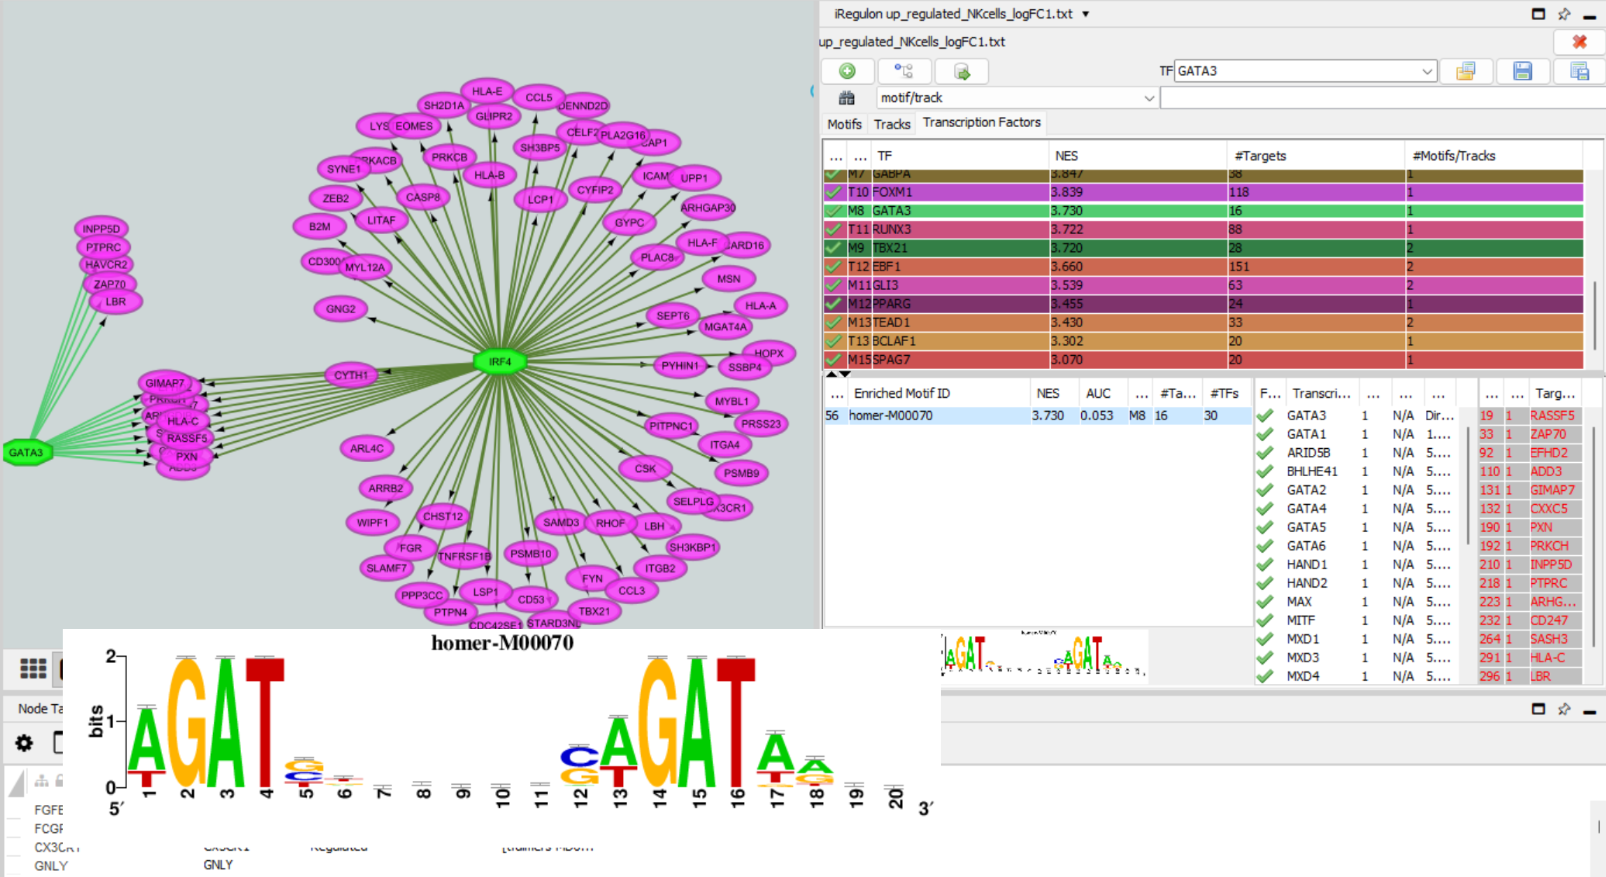 iRegulon up_regulated_NKcells_logFC1.txt
up_regulated_NKcells_logFC1.txt
TF GATA3
motif/track
Motifs Tracks Transcription Factors
... ... TF NES #Targets #Motifs/Tracks
M7 GABPA 3.847 38 1
T10 FOXM1 3.839 118 1
M8 GATA3 3.730 16 1
T11 RUNX3 3.722 88 1
M9 TBX21 3.720 28 2
T12 EBF1 3.660 151 2
M11 GLI3 3.539 63 2
M12 PPARG 3.455 24 1
M13 TEAD1 3.430 33 2
T13 BCLAF1 3.302 20 1
M15 SPAG7 3.070 20 1
... Enriched Motif ID NES AUC ... #Ta... #TFs
56 homer-M00070 3.730 0.053 M8 16 30
F... Transcri... ... ... ...
GATA3 1 N/A Dir...
GATA1 1 N/A 1....
ARID5B 1 N/A 5....
BHLHE41 1 N/A 5....
GATA2 1 N/A 5....
GATA4 1 N/A 5....
GATA5 1 N/A 5....
GATA6 1 N/A 5....
HAND1 1 N/A 5....
HAND2 1 N/A 5....
MAX 1 N/A 5....
MITF 1 N/A 5....
MXD1 1 N/A 5....
MXD3 1 N/A 5....
MXD4 1 N/A 5....
... ... Targ...
19 1 RASSF5
33 1 ZAP70
92 1 EFHD2
110 1 ADD3
131 1 GIMAP7
132 1 CXXC5
190 1 PXN
192 1 PRKCH
210 1 INPP5D
218 1 PTPRC
223 1 ARHG...
232 1 CD247
264 1 SASH3
291 1 HLA-C
296 1 LBR
HLA-E
SH2D1A
CCL5
DENND2D
GLIPR2
LYS
EOMES
CELF2
PLA2G16
CAP1
SH3BP5
PRKCB
SYNE1
HLA-B
ICAM
UPP1
ZEB2
CASP8
LCP1
CYFIP2
ARHGAP30
LITAF
GYPC
B2M
HLA-F
ARD16
CD300
MYL12A
PLAC8
MSN
GNG2
HLA-A
SEPT6
MGAT4A
INPP5D
PTPRC
HAVCR2
ZAP70
LBR
IRF4
HOPX
PYHIN1
SSBP4
CYTH1
GIMAP7
HLA-C
RASSF5
PXN
ADD3
GATA3
MYBL1
PITPNC1
PRSS23
ARL4C
ITGA4
CSK
PSMB9
ARRB2
SELPLG
X3CR1
WIPF1
CHST12
SAMD3
RHOF
LBH
FGR
TNFRSF1B
PSMB10
SH3KBP1
SLAMF7
ITGB2
FYN
CCL3
PPP3CC
LSP1
CD53
PTPN4
TBX21
CDC42SE1
STARD3NL
homer-M00070
2
bits
1
0
AGAT
AGAT
5′ 1 2 3 4 5 6 7 8 9 10 11 12 13 14 15 16 17 18 19 20 3′
Node Ta
FGFB
FCGF
CX3CR1 CX3CR1 Regulated
GNLY GNLY